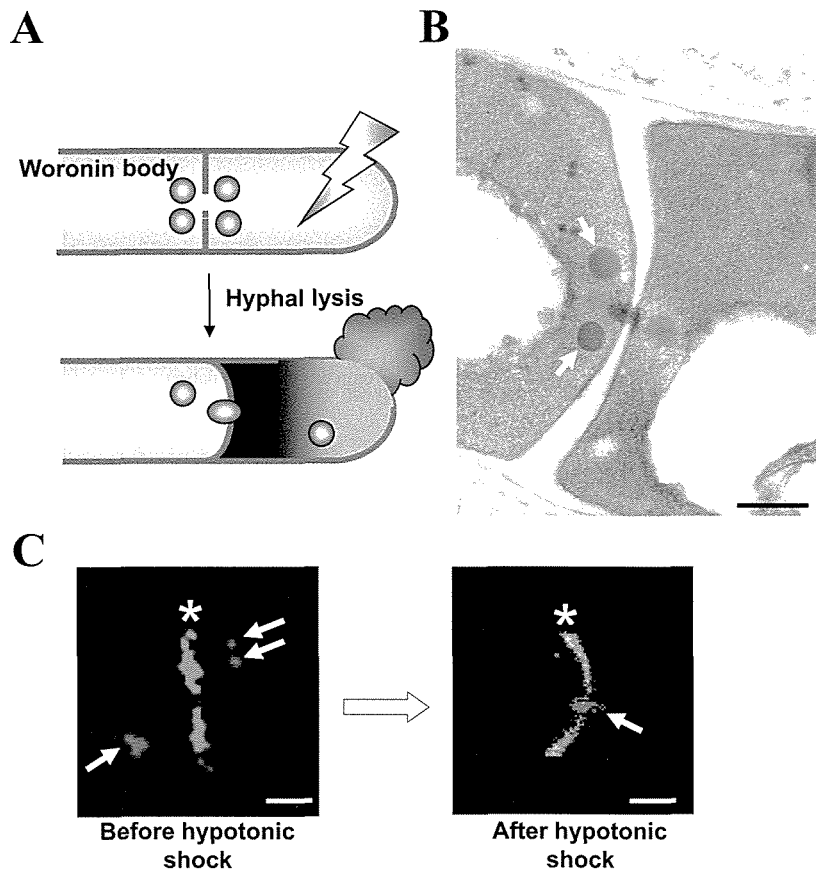 A
B
Woronin body
Hyphal lysis
C
*
*
Before hypotonic
shock
After hypotonic
shock